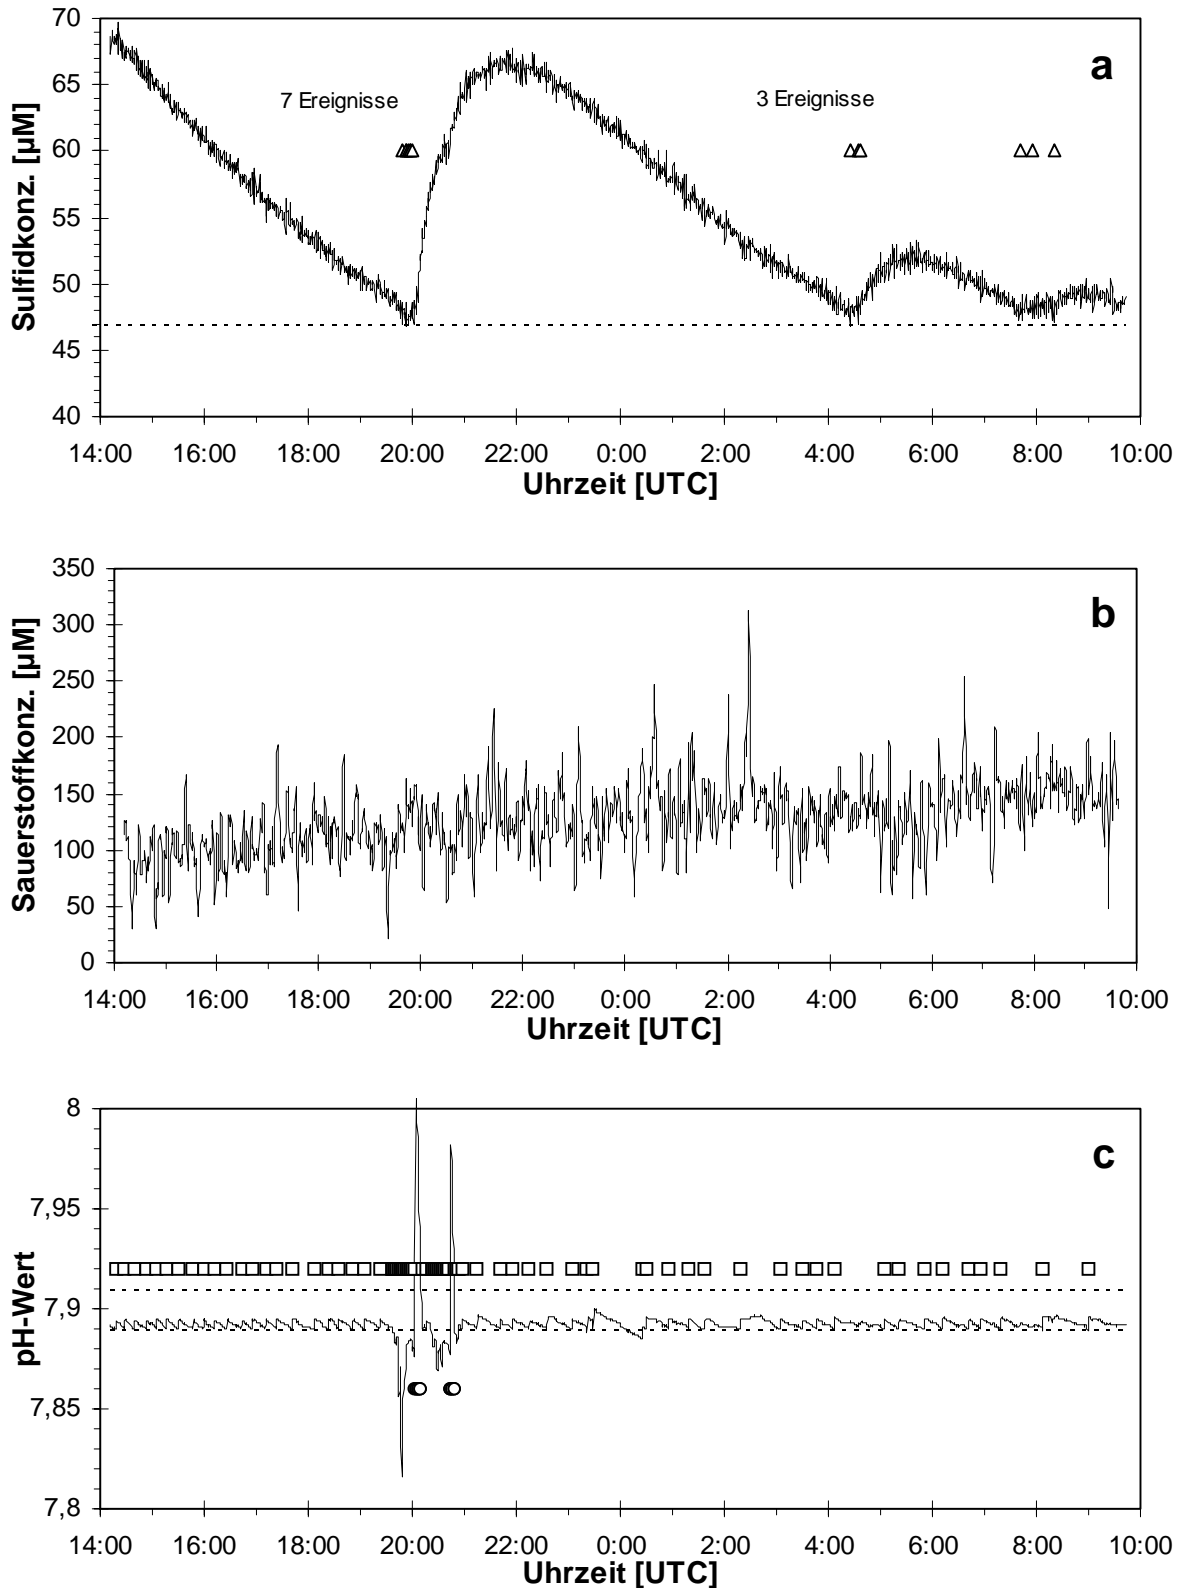 70
a
65
7 Ereignisse
3 Ereignisse
60
55
50
45
40
Sulfidkonz. [µM]
14:00 16:00 18:00 20:00 22:00 0:00 2:00 4:00 6:00 8:00 10:00
Uhrzeit [UTC]
350
b
300
250
200
150
100
50
0
Sauerstoffkonz. [µM]
14:00 16:00 18:00 20:00 22:00 0:00 2:00 4:00 6:00 8:00 10:00
Uhrzeit [UTC]
8
c
7,95
7,9
7,85
7,8
pH-Wert
14:00 16:00 18:00 20:00 22:00 0:00 2:00 4:00 6:00 8:00 10:00
Uhrzeit [UTC]